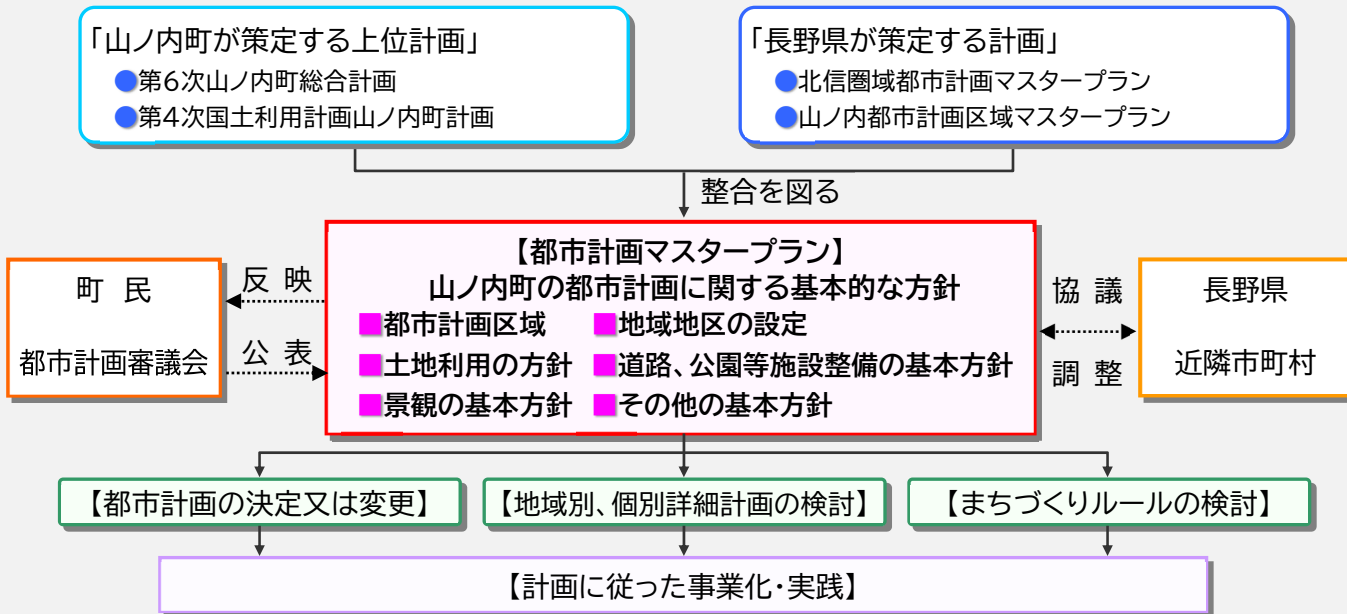 「山ノ内町が策定する上位計画」
●第6次山ノ内町総合計画
●第4次国土利用計画山ノ内町計画
「長野県が策定する計画」
●北信圏域都市計画マスタープラン
●山ノ内都市計画区域マスタープラン
整合を図る
【都市計画マスタープラン】
山ノ内町の都市計画に関する基本的な方針
■都市計画区域 ■地域地区の設定
■土地利用の方針 ■道路、公園等施設整備の基本方針
■景観の基本方針 ■その他の基本方針
町 民
都市計画審議会
反 映
公 表
協 議
調 整
長野県
近隣市町村
【都市計画の決定又は変更】
【地域別、個別詳細計画の検討】
【まちづくりルールの検討】
【計画に従った事業化・実践】